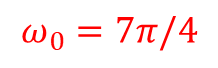 ω₀ = 7π/4